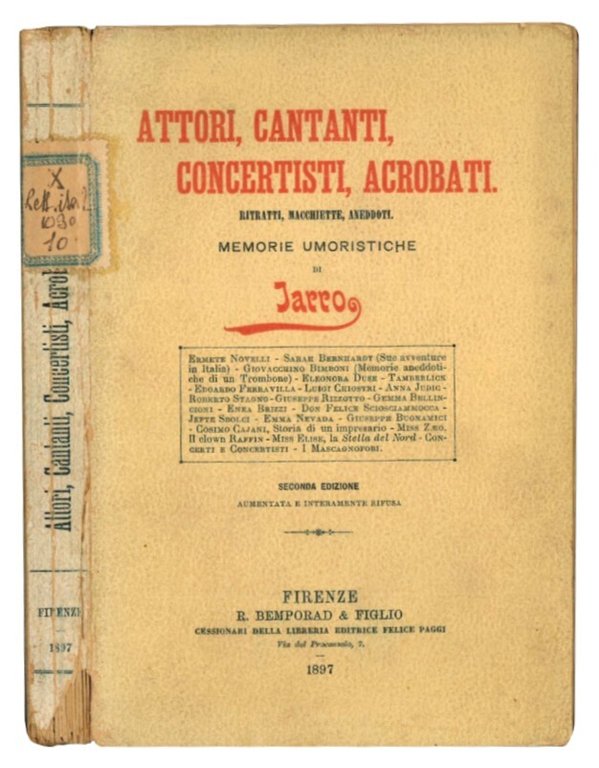 ATTORI, CANTANTI,
CONCERTISTI, ACROBATI.
RITRATTI, MACCHIETTE, ANEDDOTI.
MEMORIE UMORISTICHE
DI
Jarro
ERMETE NOVELLI - SARAH BERNHARDT (Sue avventure
in Italia) - GIOVACCHINO BIMBONI (Memorie aneddoti-
che di un Trombone) - ELEONORA DUSE - TAMBERLICK
- EDOARDO FERRAVILLA - LUIGI CHIOSTRI - ANNA JUDIC -
ROBERTO STAGNO - GIUSEPPE RIZZOTTO - GEMMA BELLIN-
CIONI - ENEA BRIZZI - DON FELICE SCIOSCIAMMOCCA -
JEFTE SBOLCI - EMMA NEVADA - GIUSEPPE BUONAMICI
- COSIMO CAJANI, Storia di un impresario - MISS ZÆO,
Il clown RAFFIN - MISS ELISE, la Stella del Nord - CON-
CERTI E CONCERTISTI - I MASCAGNOFORI.
SECONDA EDIZIONE
AUMENTATA E INTERAMENTE RIFUSA
FIRENZE
R. BEMPORAD & FIGLIO
CESSIONARI DELLA LIBRERIA EDITRICE FELICE PAGGI
Via del Proconsolo, 7.
1897
X
1030
10
Attori, Cantanti, Concertisti, Acrob
FIRENZE
1897